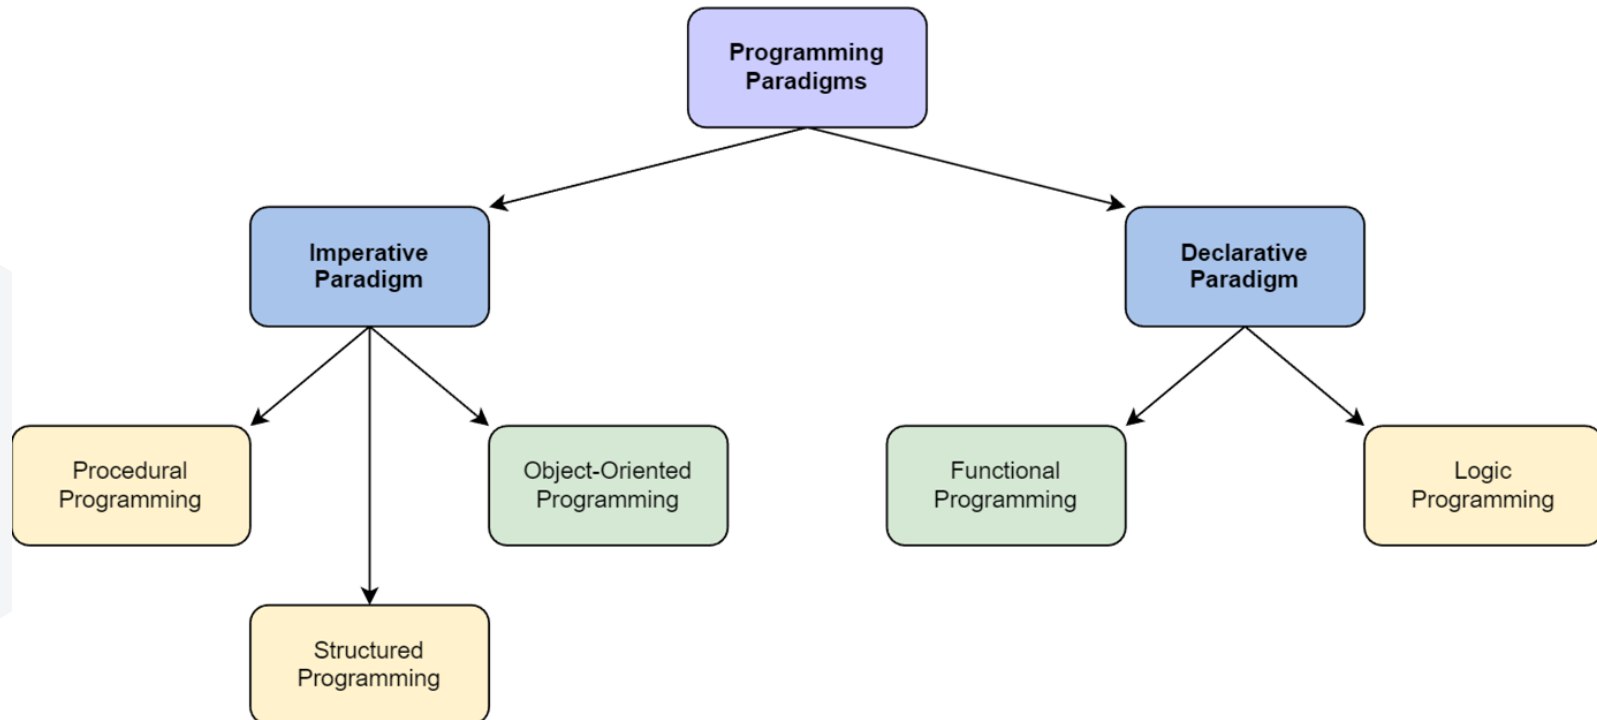 Programming
Paradigms
Imperative
Paradigm
Declarative
Paradigm
Procedural
Programming
Object-Oriented
Programming
Functional
Programming
Logic
Programming
Structured
Programming